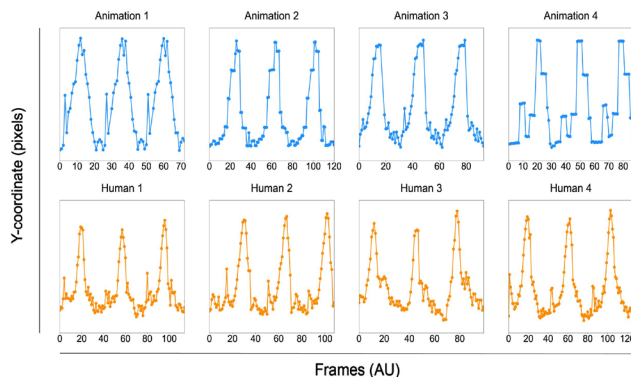 Animation 1 Animation 2 Animation 3 Animation 4
0 10 20 30 40 50 60 70 0 20 40 60 80 100 120 0 20 40 60 80 0 10 20 30 40 50 60 70 80
Human 1 Human 2 Human 3 Human 4
0 20 40 60 80 100 0 20 40 60 80 100 0 20 40 60 80 0 20 40 60 80 100 120
Y-coordinate (pixels)
Frames (AU)